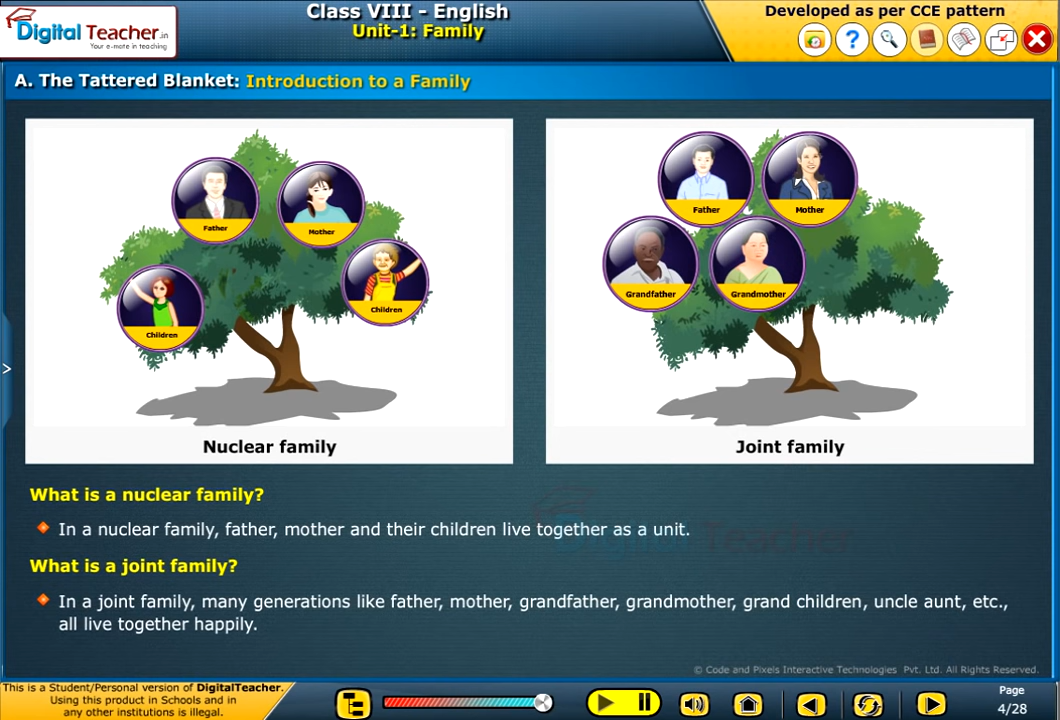 Digital Teacher.in
Your e-mate in teaching
Class VIII - English
Unit-1: Family
Developed as per CCE pattern
?
A. The Tattered Blanket: Introduction to a Family
Father
Mother
Children
Children
Nuclear family
Father
Mother
Grandfather
Grandmother
Joint family
What is a nuclear family?
In a nuclear family, father, mother and their children live together as a unit.
What is a joint family?
In a joint family, many generations like father, mother, grandfather, grandmother, grand children, uncle aunt, etc.,
all live together happily.
Digital Teacher
© Code and Pixels Interactive Technologies Pvt. Ltd. All Rights Reserved.
This is a Student/Personal version of DigitalTeacher.
Using this product in Schools and in
any other institutions is illegal.
Page
4/28